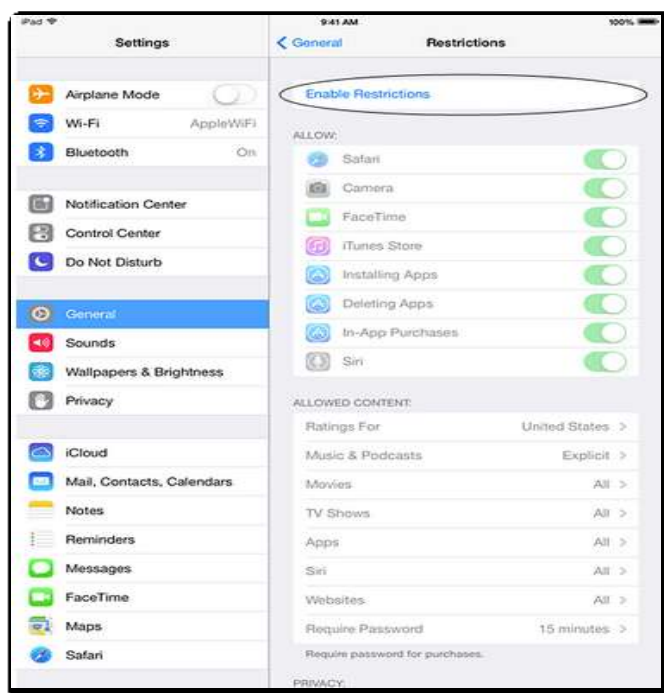 iPad 9:41 AM 100%
Settings
General Restrictions
Airplane Mode
Wi-Fi AppleWiFi
Bluetooth On
Notification Center
Control Center
Do Not Disturb
General
Sounds
Wallpapers & Brightness
Privacy
iCloud
Mail, Contacts, Calendars
Notes
Reminders
Messages
FaceTime
Maps
Safari
Enable Restrictions
ALLOW:
Safari
Camera
FaceTime
iTunes Store
Installing Apps
Deleting Apps
In-App Purchases
Siri
ALLOWED CONTENT:
Ratings For United States
Music & Podcasts Explicit
Movies All
TV Shows All
Apps All
Siri All
Websites All
Require Password 15 minutes
Require password for purchases.
PRIVACY: